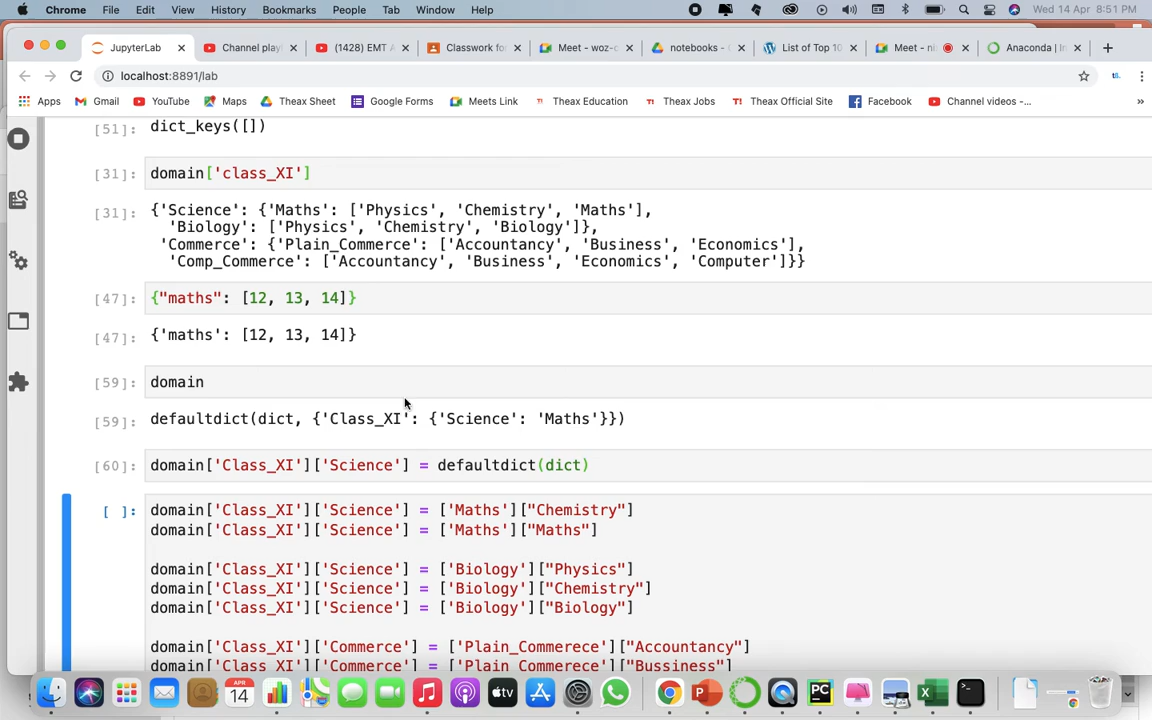 Chrome File Edit View History Bookmarks People Tab Window Help Wed 14 Apr 8:51 PM
JupyterLab Channel play (1428) EMT A Classwork fo Meet - woz-c notebooks - List of Top 10 Meet - ni Anaconda | In
localhost:8891/lab
Apps Gmail YouTube Maps Theax Sheet Google Forms Meets Link Theax Education Theax Jobs Theax Official Site Facebook Channel videos -... »
[51]: dict_keys([])
[31]: domain['class_XI']
[31]: {'Science': {'Maths': ['Physics', 'Chemistry', 'Maths'],
'Biology': ['Physics', 'Chemistry', 'Biology']},
'Commerce': {'Plain_Commerce': ['Accountancy', 'Business', 'Economics'],
'Comp_Commerce': ['Accountancy', 'Business', 'Economics', 'Computer']}}
[47]: {"maths": [12, 13, 14]}
[47]: {'maths': [12, 13, 14]}
[59]: domain
[59]: defaultdict(dict, {'Class_XI': {'Science': 'Maths'}})
[60]: domain['Class_XI']['Science'] = defaultdict(dict)
[ ]: domain['Class_XI']['Science'] = ['Maths']["Chemistry"]
domain['Class_XI']['Science'] = ['Maths']["Maths"]
domain['Class_XI']['Science'] = ['Biology']["Physics"]
domain['Class_XI']['Science'] = ['Biology']["Chemistry"]
domain['Class_XI']['Science'] = ['Biology']["Biology"]
domain['Class_XI']['Commerce'] = ['Plain_Commerece']["Accountancy"]
domain['Class_XI']['Commerce'] = ['Plain_Commerece']["Bussiness"]
APR
14
tv
PC